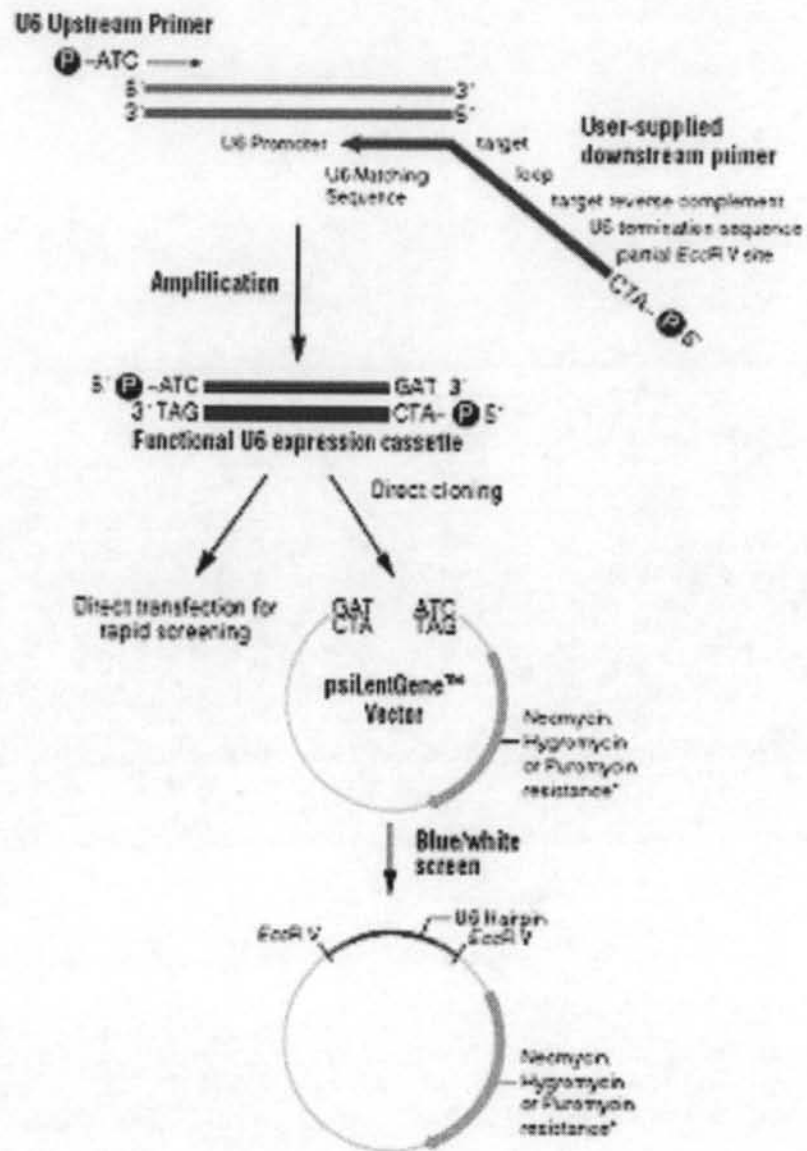 U6 Upstream Primer
P –ATC
5´ 3´
3´ 5´
U6 Promoter
U6 Matching
Sequence
target
loop
target reverse complement
U6 termination sequence
partial EcoR V site
CTA– P 5´
User-supplied
downstream primer
Amplification
5´ P –ATC GAT 3´
3´ TAG CTA– P 5´
Functional U6 expression cassette
Direct cloning
Direct transfection for
rapid screening
GAT ATC
CTA TAG
psiLentGene™
Vector
Neomycin,
Hygromycin
or Puromycin
resistance*
Blue/white
screen
U6 Hairpin
EcoR V EcoR V
Neomycin,
Hygromycin
or Puromycin
resistance*